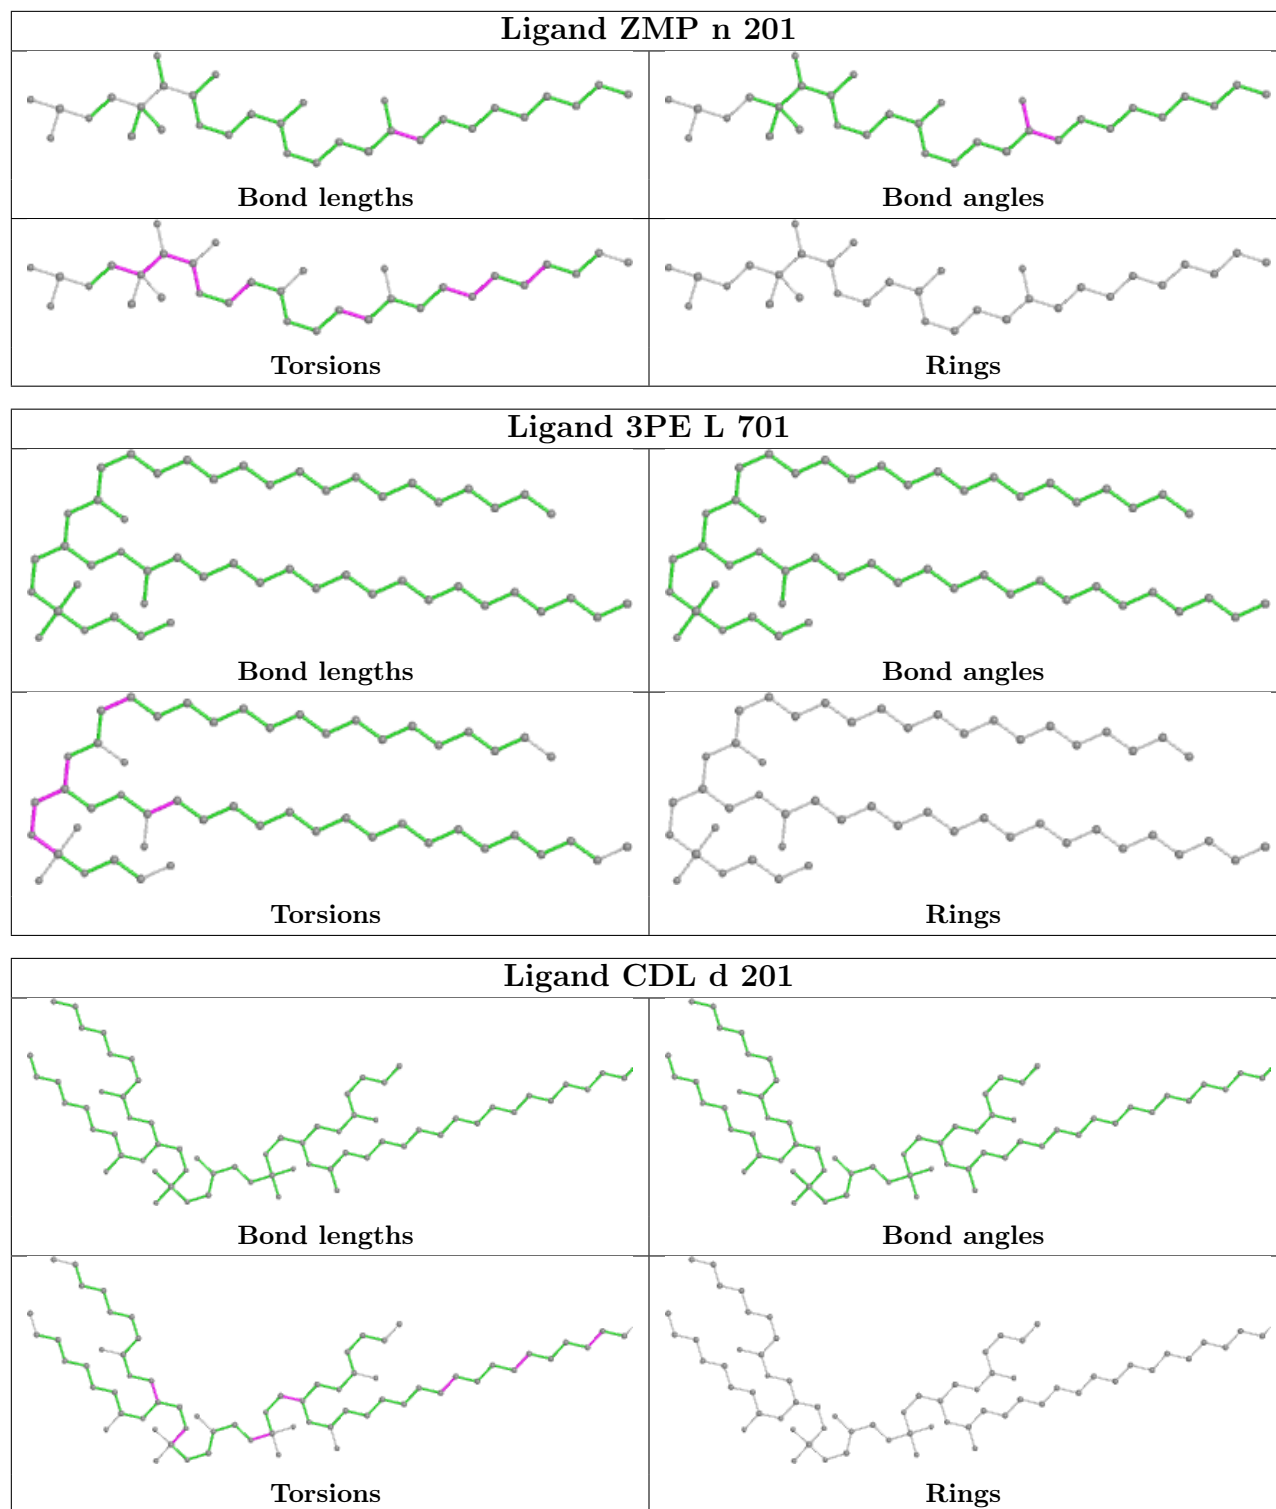 Ligand ZMP n 201
Bond lengths
Bond angles
Torsions
Rings
Ligand 3PE L 701
Bond lengths
Bond angles
Torsions
Rings
Ligand CDL d 201
Bond lengths
Bond angles
Torsions
Rings